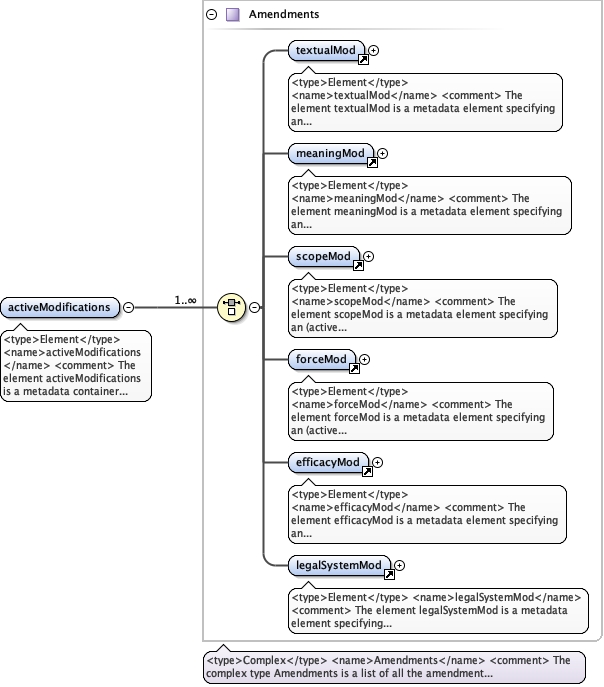 Amendments
textualMod
<type>Element</type>
<name>textualMod</name> <comment> The
element textualMod is a metadata element specifying
an...
meaningMod
<type>Element</type>
<name>meaningMod</name> <comment> The
element meaningMod is a metadata element specifying
an...
scopeMod
<type>Element</type>
<name>scopeMod</name> <comment> The
element scopeMod is a metadata element specifying
an (active...
activeModifications
1..∞
<type>Element</type>
<name>activeModifications
</name> <comment> The
element activeModifications
is a metadata container...
forceMod
<type>Element</type>
<name>forceMod</name> <comment> The
element forceMod is a metadata element specifying
an (active...
efficacyMod
<type>Element</type>
<name>efficacyMod</name> <comment> The
element efficacyMod is a metadata element specifying
an...
legalSystemMod
<type>Element</type> <name>legalSystemMod</name>
<comment> The element legalSystemMod is a metadata
element specifying...
<type>Complex</type> <name>Amendments</name> <comment> The
complex type Amendments is a list of all the amendment...